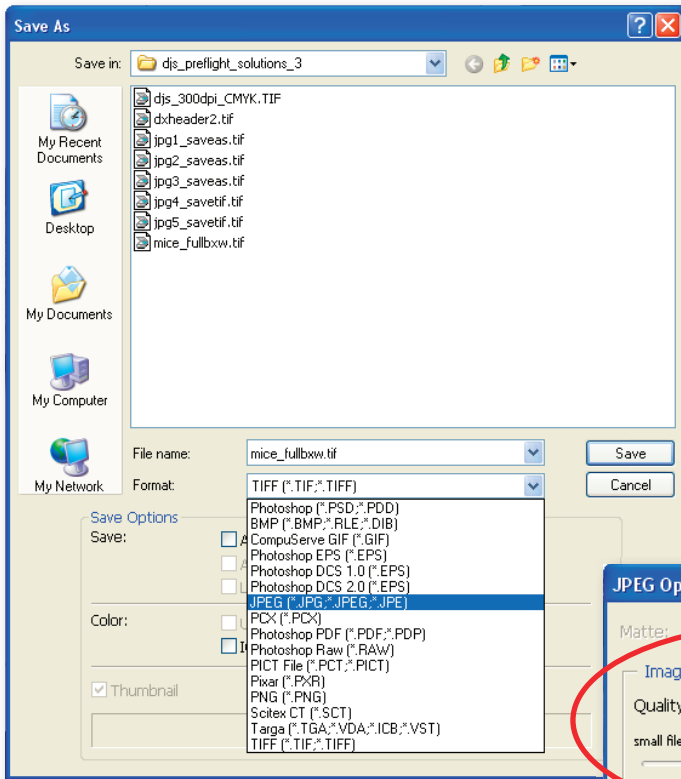 Save As
Save in: djs_preflight_solutions_3
My Recent Documents
Desktop
My Documents
My Computer
My Network
djs_300dpi_CMYK.TIF
dxheader2.tif
jpg1_saveas.tif
jpg2_saveas.tif
jpg3_saveas.tif
jpg4_savetif.tif
jpg5_savetif.tif
mice_fullbxw.tif
File name: mice_fullbxw.tif Save
Format: TIFF (*.TIF;*.TIFF) Cancel
Photoshop (*.PSD;*.PDD)
BMP (*.BMP;*.RLE;*.DIB)
CompuServe GIF (*.GIF)
Photoshop EPS (*.EPS)
Photoshop DCS 1.0 (*.EPS)
Photoshop DCS 2.0 (*.EPS)
JPEG (*.JPG;*.JPEG;*.JPE)
PCX (*.PCX)
Photoshop PDF (*.PDF;*.PDP)
Photoshop Raw (*.RAW)
PICT File (*.PCT;*.PICT)
Pixar (*.PXR)
PNG (*.PNG)
Scitex CT (*.SCT)
Targa (*.TGA;*.VDA;*.ICB;*.VST)
TIFF (*.TIF;*.TIFF)
Save Options
Save:
Color:
Thumbnail
JPEG Op
Matte:
Imag
Quality
small file